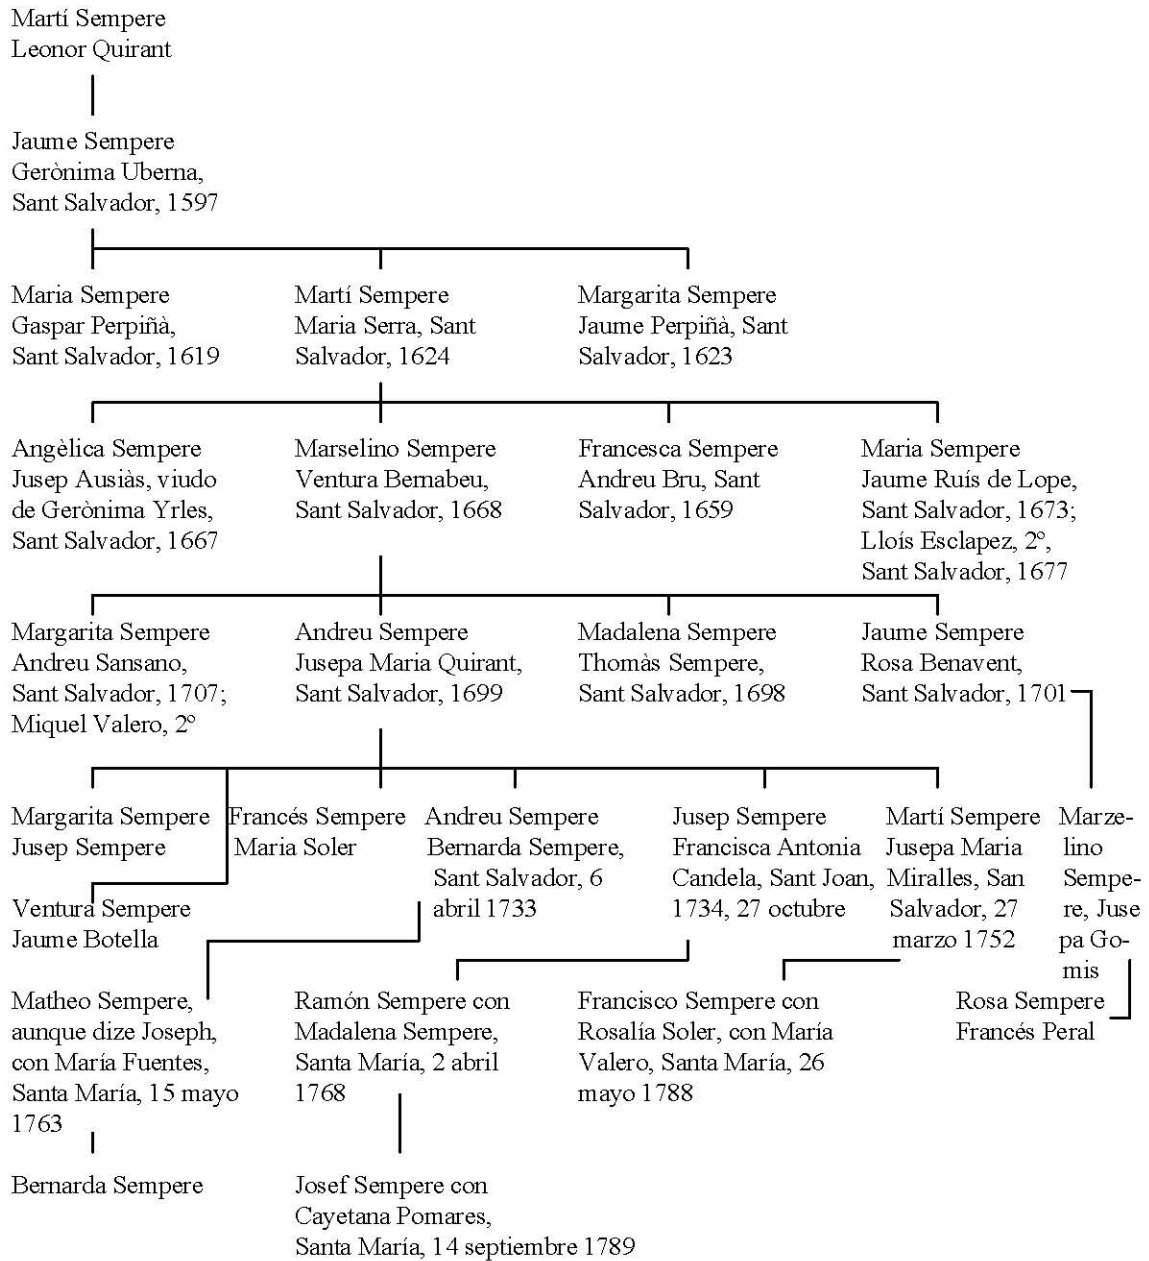 Martí Sempere
Leonor Quirant
Jaume Sempere
Gerònima Uberna,
Sant Salvador, 1597
Maria Sempere
Gaspar Perpiñà,
Sant Salvador, 1619
Martí Sempere
Maria Serra, Sant
Salvador, 1624
Margarita Sempere
Jaume Perpiñà, Sant
Salvador, 1623
Angèlica Sempere
Jusep Ausiàs, viudo
de Gerònima Yrles,
Sant Salvador, 1667
Marselino Sempere
Ventura Bernabeu,
Sant Salvador, 1668
Francesca Sempere
Andreu Bru, Sant
Salvador, 1659
Maria Sempere
Jaume Ruís de Lope,
Sant Salvador, 1673;
Lloís Esclapez, 2º,
Sant Salvador, 1677
Margarita Sempere
Andreu Sansano,
Sant Salvador, 1707;
Miquel Valero, 2º
Andreu Sempere
Jusepa Maria Quirant,
Sant Salvador, 1699
Madalena Sempere
Thomàs Sempere,
Sant Salvador, 1698
Jaume Sempere
Rosa Benavent,
Sant Salvador, 1701
Margarita Sempere
Jusep Sempere
Francés Sempere
Maria Soler
Andreu Sempere
Bernarda Sempere,
Sant Salvador, 6
abril 1733
Jusep Sempere
Francisca Antonia
Candela, Sant Joan,
1734, 27 octubre
Martí Sempere
Jusepa Maria
Miralles, San
Salvador, 27
marzo 1752
Marze-
lino
Sempe-
re, Juse
pa Go-
mis
Ventura Sempere
Jaume Botella
Matheo Sempere,
aunque dize Joseph,
con María Fuentes,
Santa María, 15 mayo
1763
Ramón Sempere con
Madalena Sempere,
Santa María, 2 abril
1768
Francisco Sempere con
Rosalía Soler, con María
Valero, Santa María, 26
mayo 1788
Rosa Sempere
Francés Peral
Bernarda Sempere
Josef Sempere con
Cayetana Pomares,
Santa María, 14 septiembre 1789